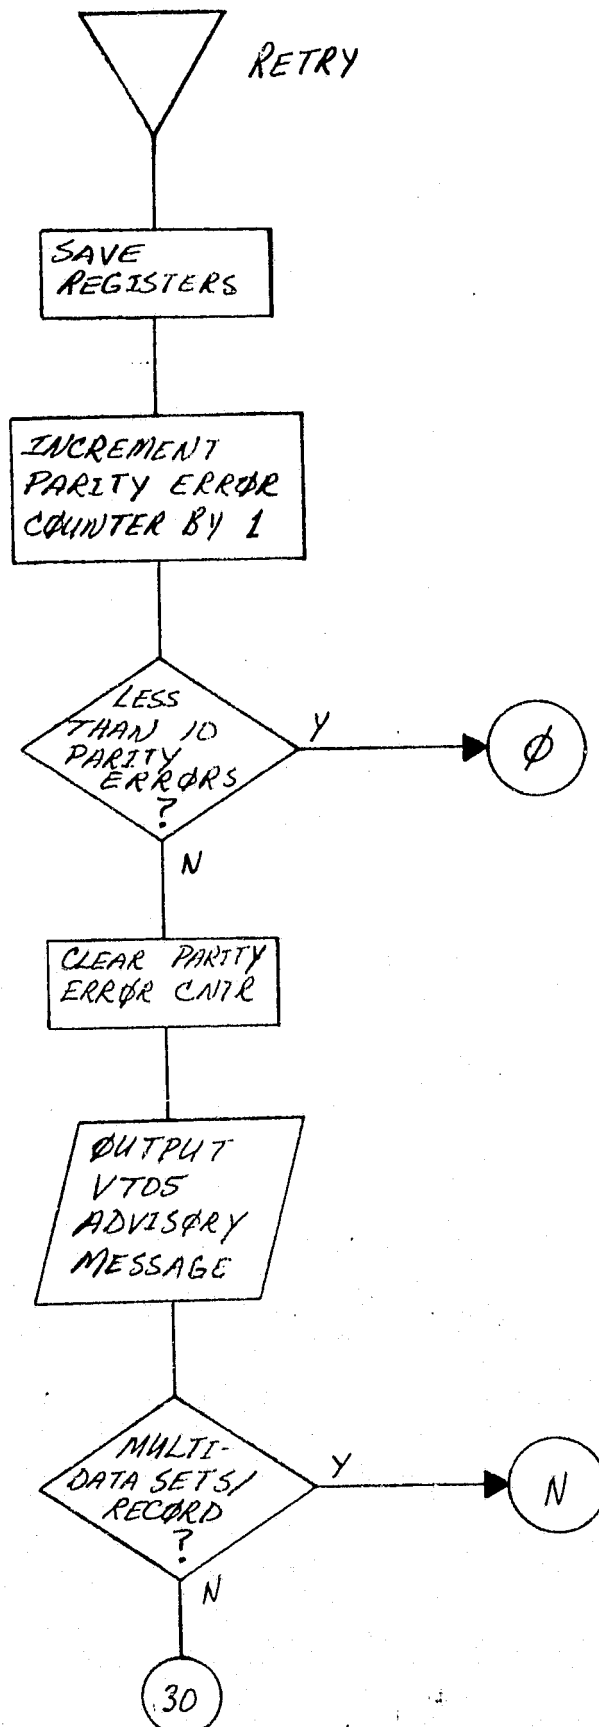 RETRY
SAVE
REGISTERS
INCREMENT
PARITY ERRØR
CØUNTER BY 1
LESS
THAN 10
PARITY
ERRØRS
?
Y
Ø
N
CLEAR PARITY
ERRØR CNTR
ØUTPUT
VT05
ADVISØRY
MESSAGE
MULTI-
DATA SETS/
RECØRD
?
Y
N
N
30